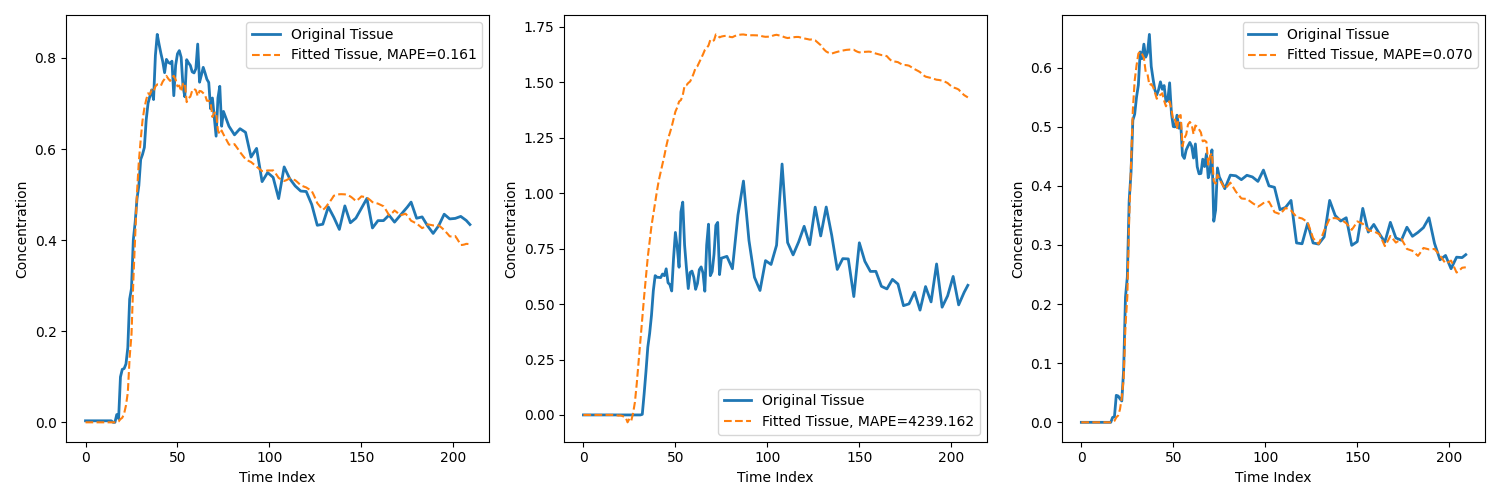 Original Tissue
Fitted Tissue, MAPE=0.161
Concentration
0.8
0.6
0.4
0.2
0.0
0 50 100 150 200
Time Index
Original Tissue
Fitted Tissue, MAPE=4239.162
Concentration
1.75
1.50
1.25
1.00
0.75
0.50
0.25
0.00
0 50 100 150 200
Time Index
Original Tissue
Fitted Tissue, MAPE=0.070
Concentration
0.6
0.5
0.4
0.3
0.2
0.1
0.0
0 50 100 150 200
Time Index